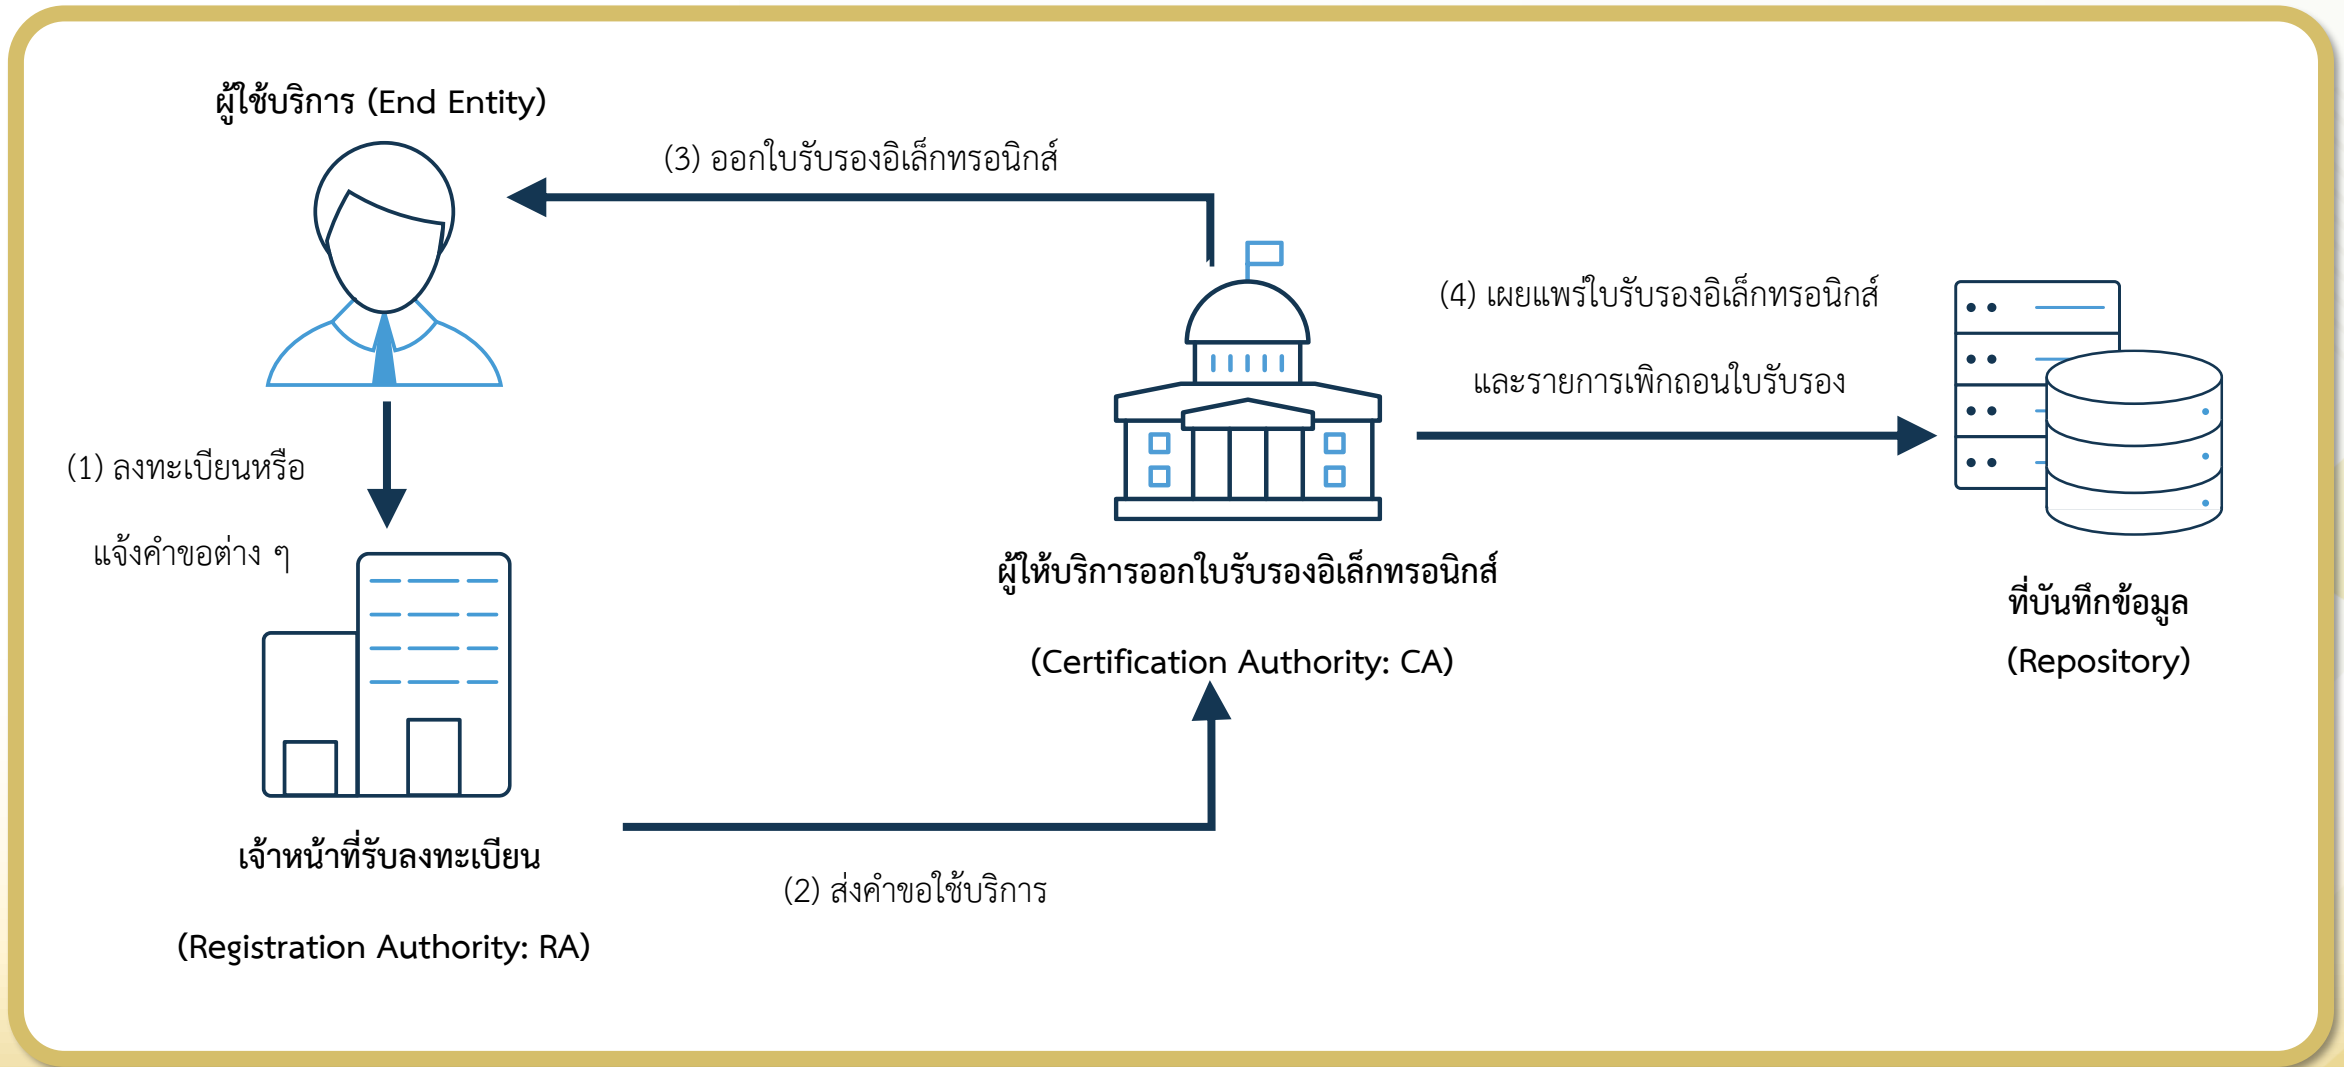 ผู้ใช้บริการ (End Entity)
(3) ออกใบรับรองอิเล็กทรอนิกส์
(4) เผยแพร่ใบรับรองอิเล็กทรอนิกส์
และรายการเพิกถอนใบรับรอง
(1) ลงทะเบียนหรือ
แจ้งคำขอต่าง ๆ
ผู้ให้บริการออกใบรับรองอิเล็กทรอนิกส์
(Certification Authority: CA)
ที่บันทึกข้อมูล
(Repository)
เจ้าหน้าที่รับลงทะเบียน
(Registration Authority: RA)
(2) ส่งคำขอใช้บริการ